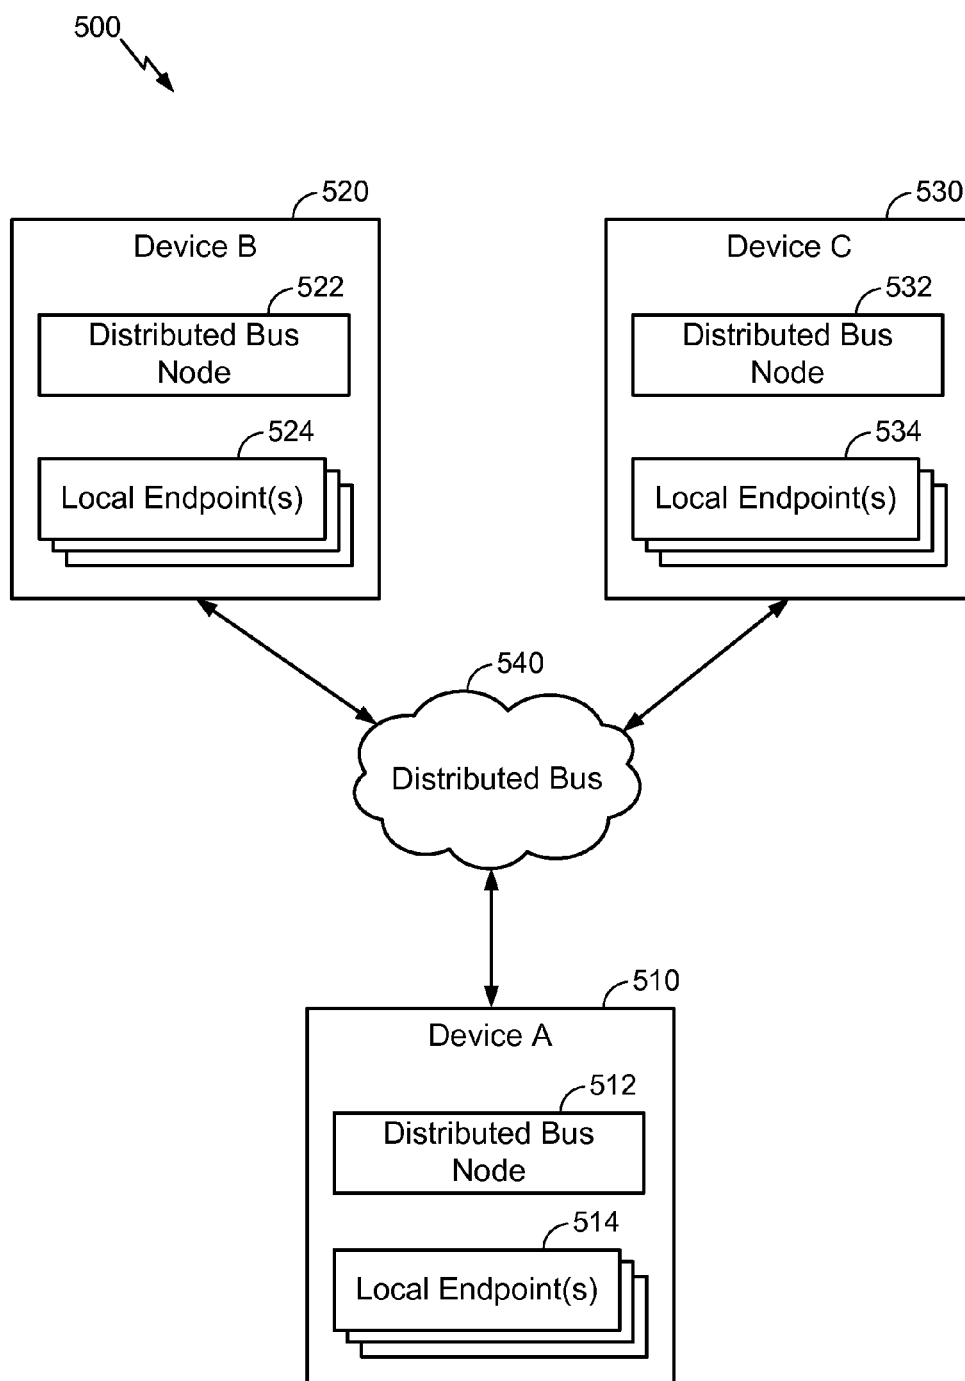 500
520
Device B
522
Distributed Bus
Node
524
Local Endpoint(s)
530
Device C
532
Distributed Bus
Node
534
Local Endpoint(s)
540
Distributed Bus
510
Device A
512
Distributed Bus
Node
514
Local Endpoint(s)